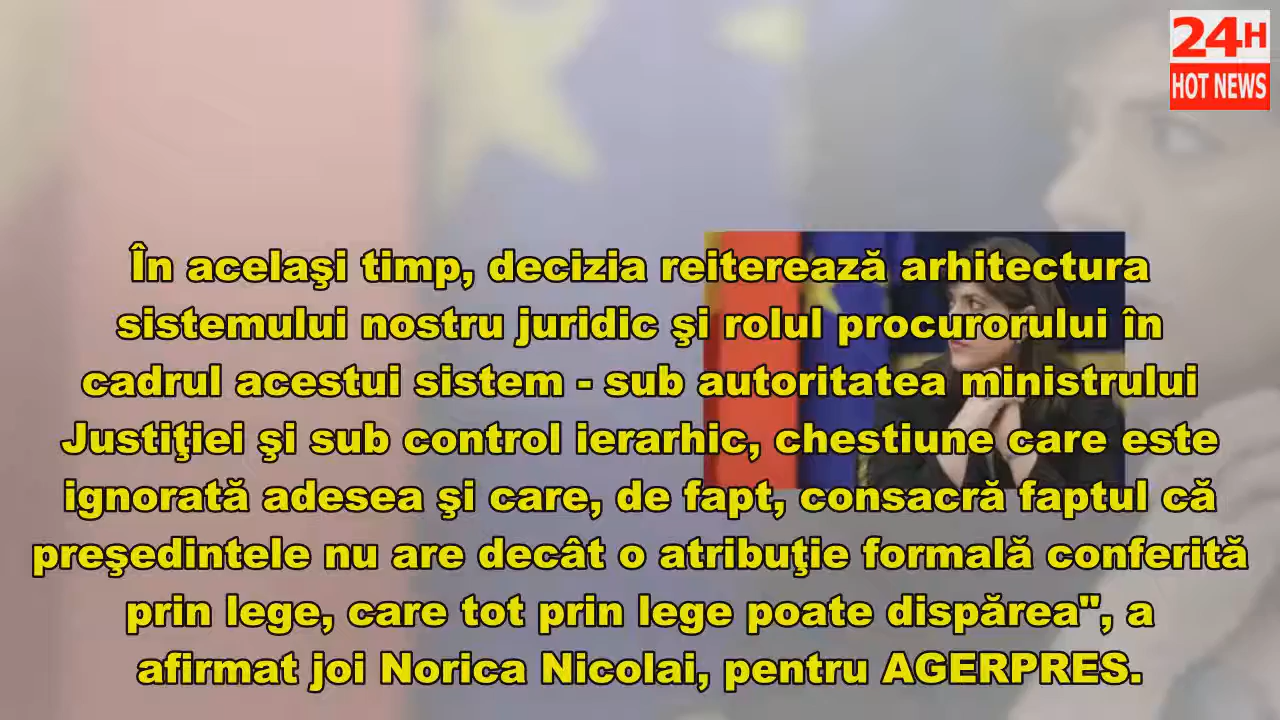 24H
HOT NEWS
În acelaşi timp, decizia reiterează arhitectura
sistemului nostru juridic şi rolul procurorului în
cadrul acestui sistem - sub autoritatea ministrului
Justiţiei şi sub control ierarhic, chestiune care este
ignorată adesea şi care, de fapt, consacră faptul că
preşedintele nu are decât o atribuţie formală conferită
prin lege, care tot prin lege poate dispărea", a
afirmat joi Norica Nicolai, pentru AGERPRES.